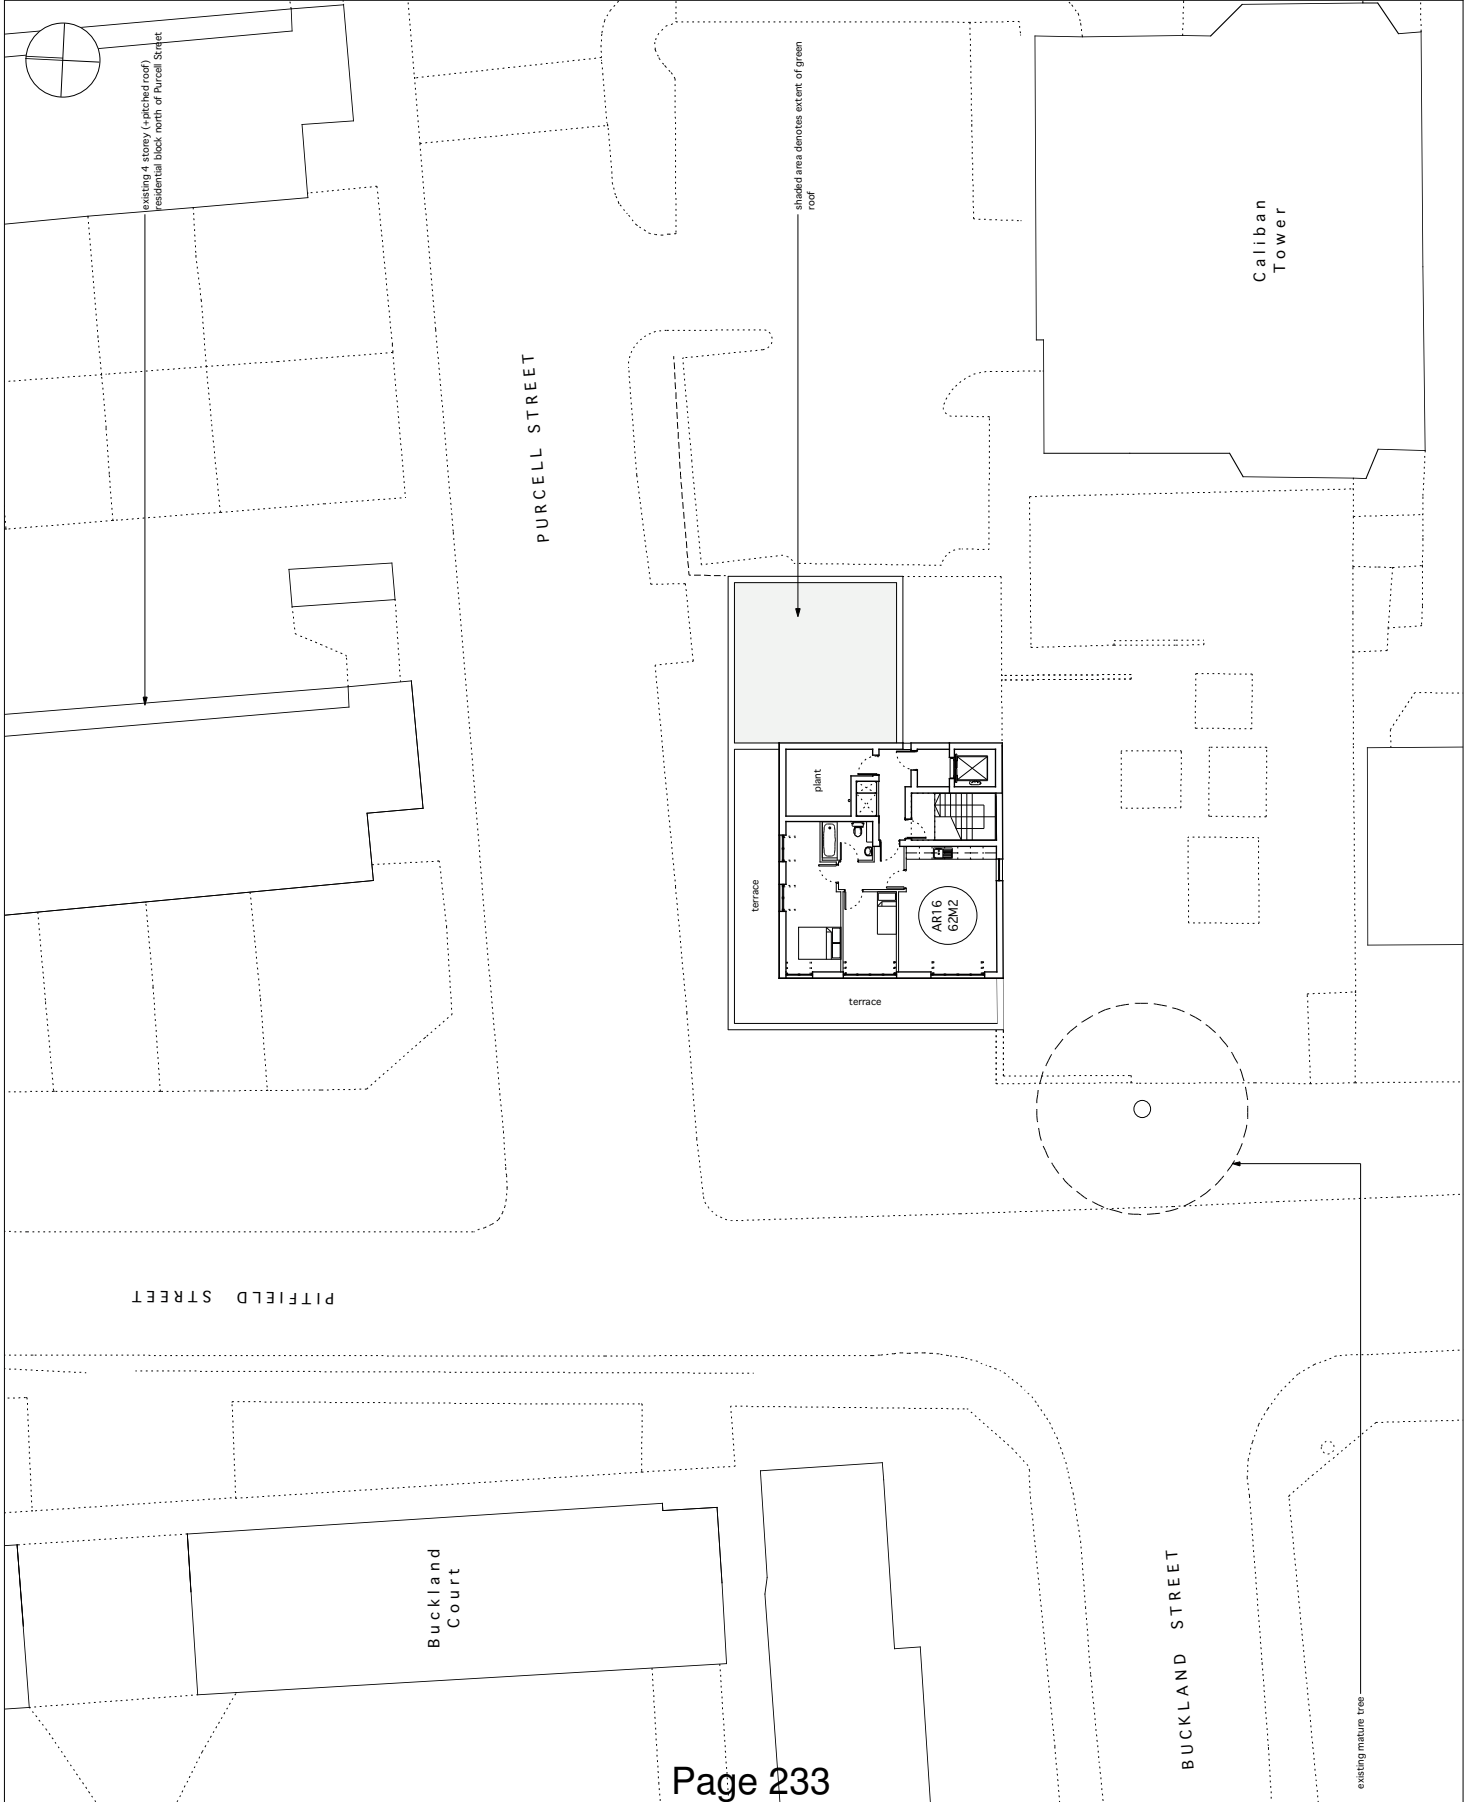 existing 4 storey (+pitched roof)
residential block north of Purcell Street
shaded area denotes extent of green
roof
Caliban
Tower
PURCELL STREET
plant
terrace
AR16
62M2
terrace
PITFIELD STREET
Buckland
Court
BUCKLAND STREET
existing mature tree
Page 233